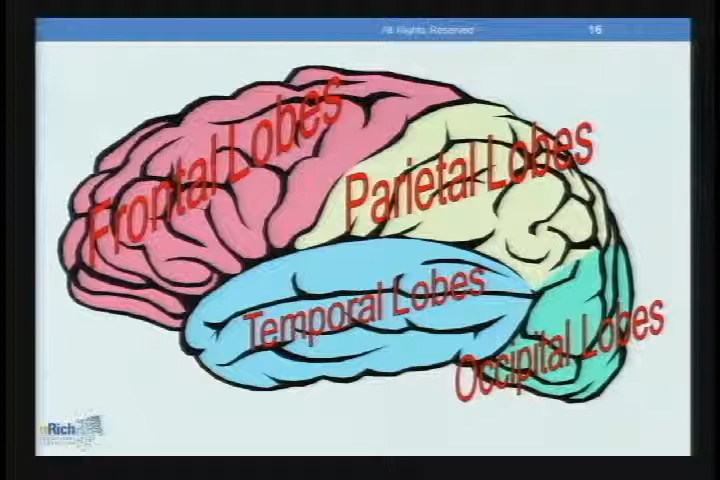 All Rights Reserved 16
Frontal Lobes
Parietal Lobes
Temporal Lobes
Occipital Lobes
Rich